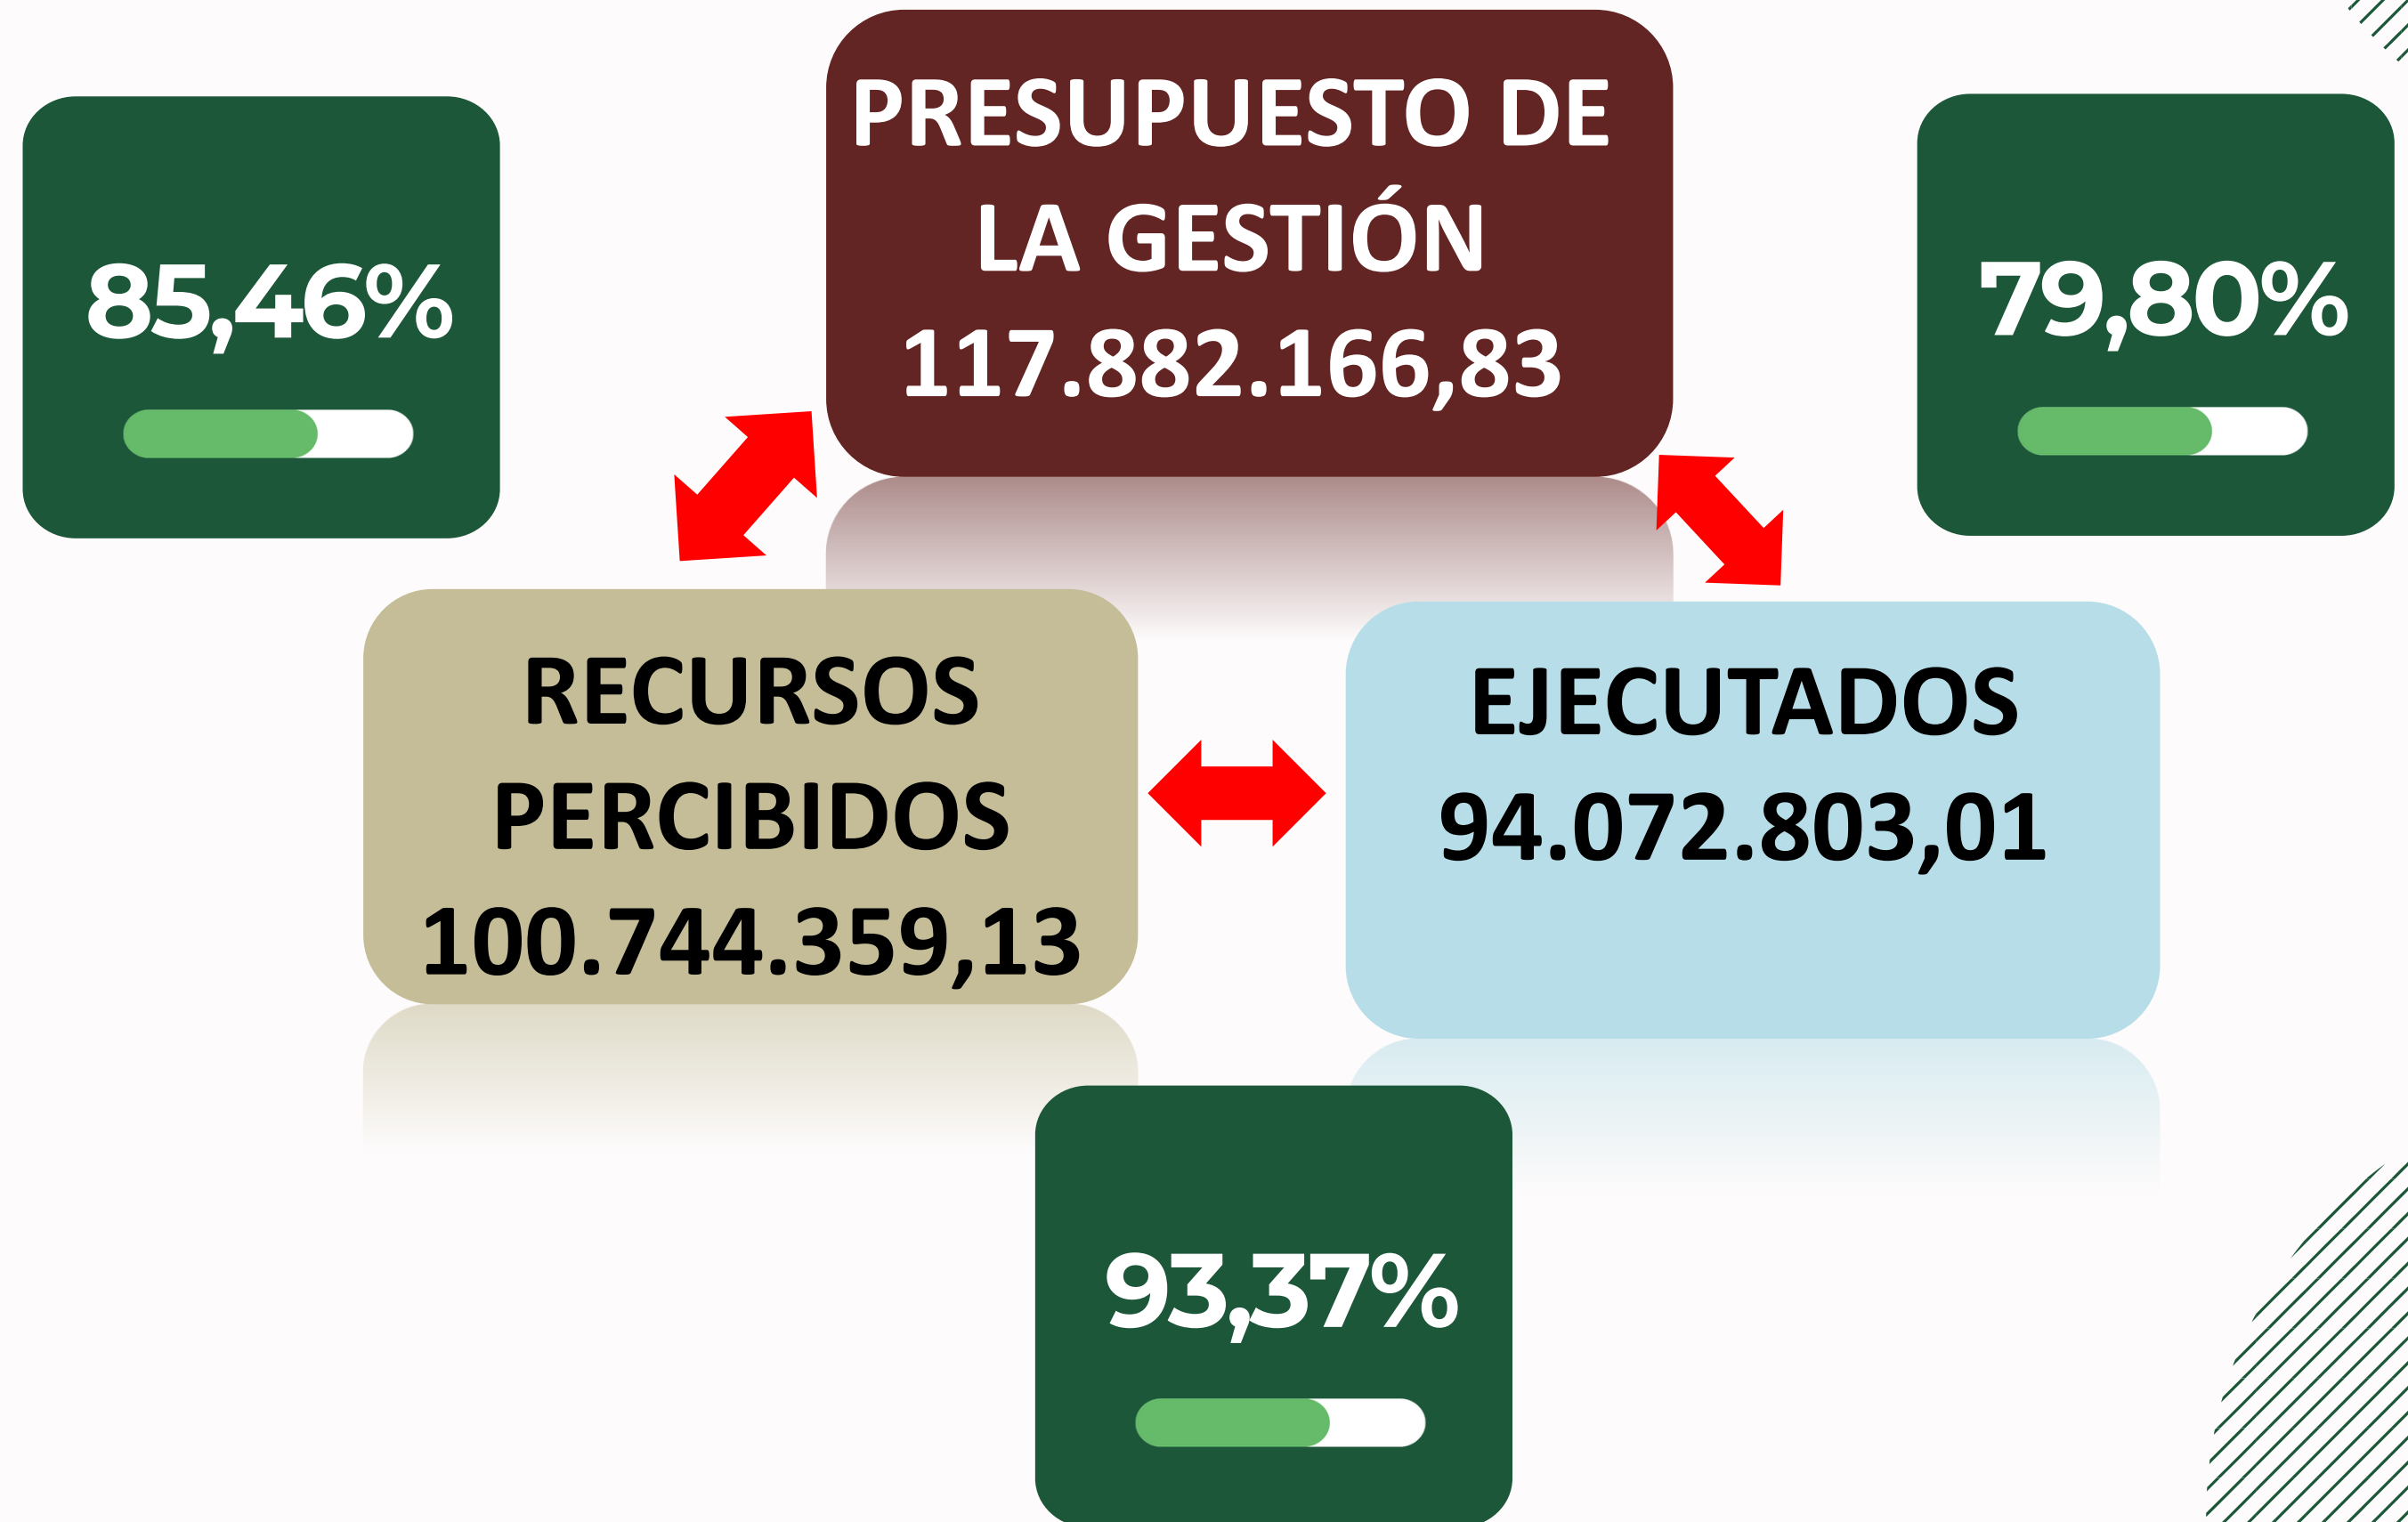 PRESUPUESTO DE
LA GESTIÓN
117.882.166,83
85,46%
79,80%
RECURSOS
PERCIBIDOS
100.744.359,13
EJECUTADOS
94.072.803,01
93,37%